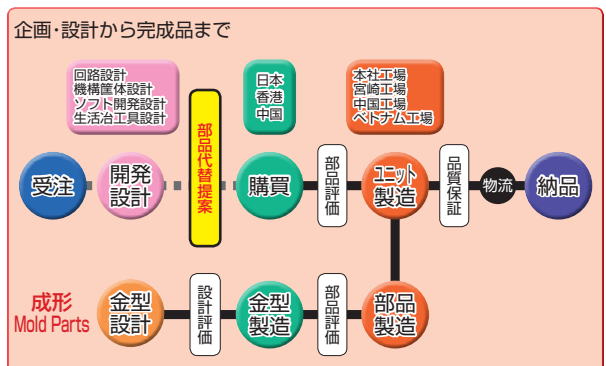 企画・設計から完成品まで
回路設計
機構筐体設計
ソフト開発設計
生活冶工具設計
日本
香港
中国
本社工場
宮崎工場
中国工場
ベトナム工場
受注
開発
設計
部品代替提案
購買
部品評価
ユニット
製造
品質保証
物流
納品
成形
Mold Parts
金型
設計
設計評価
金型
製造
部品評価
部品
製造